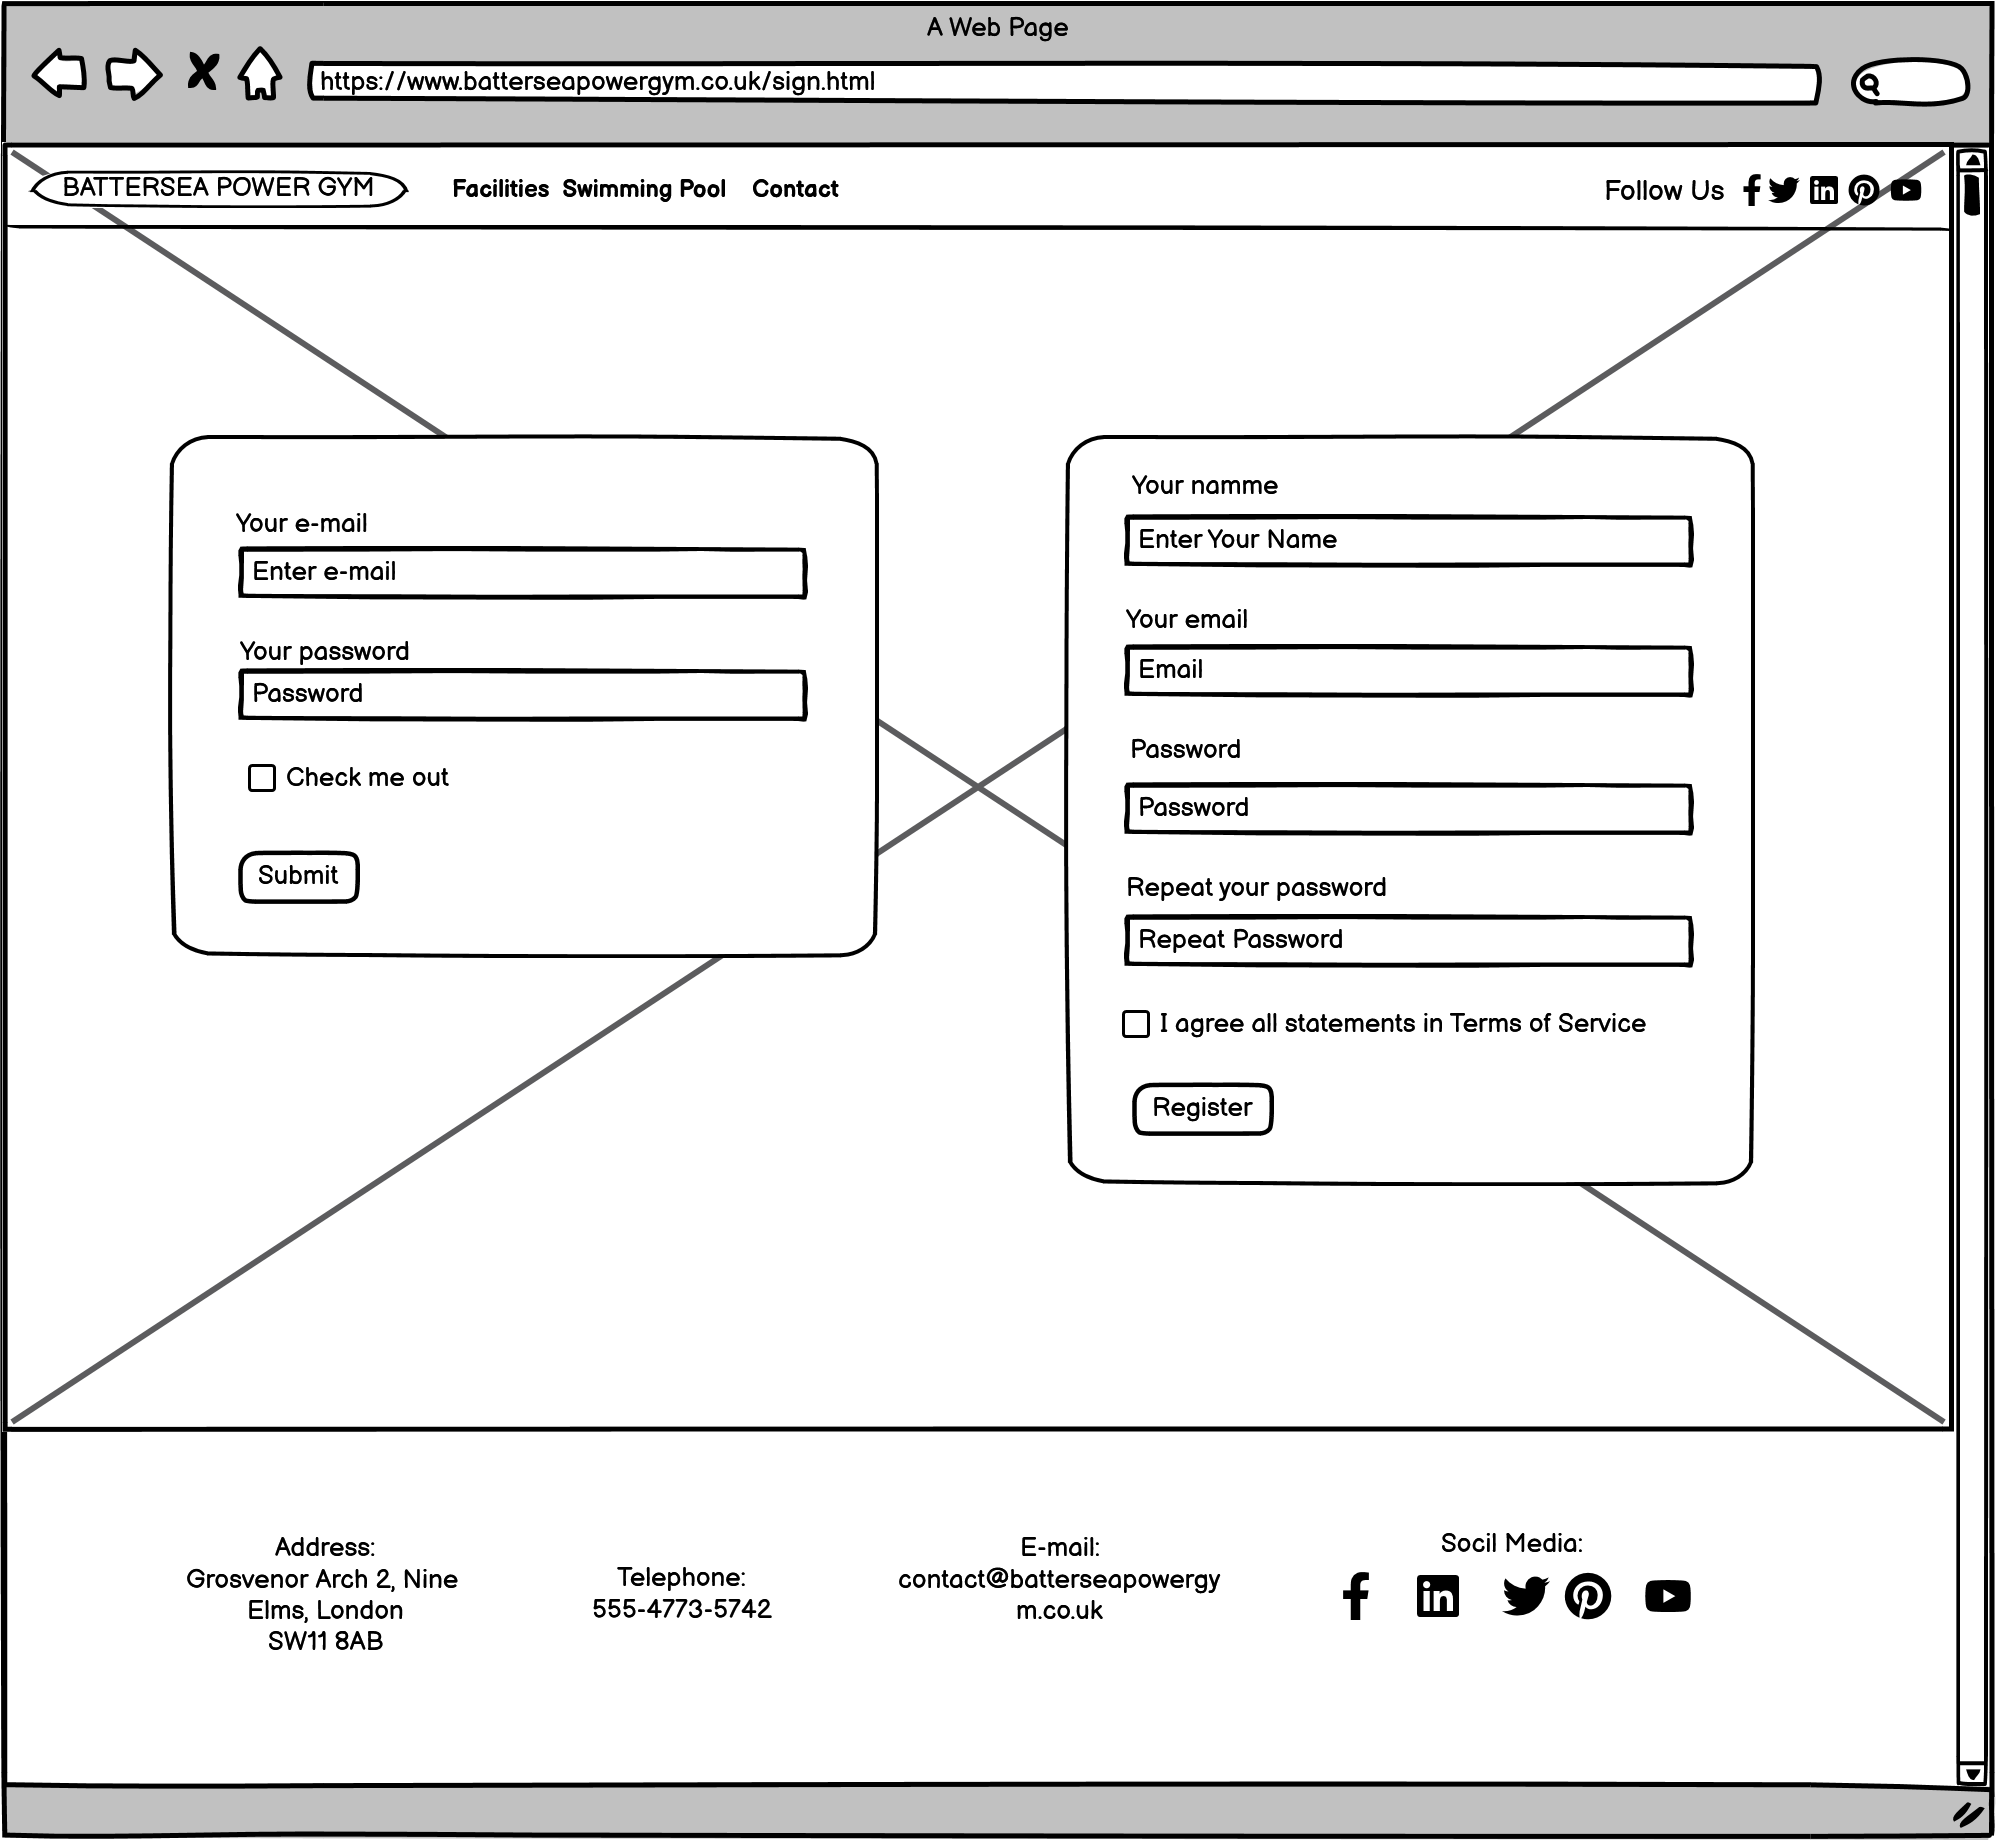 A Web Page
https://www.batterseapowergym.co.uk/sign.html
BATTERSEA POWER GYM
Facilities Swimming Pool Contact
Follow Us
Your e-mail
Enter e-mail
Your password
Password
Check me out
Submit
Your namme
Enter Your Name
Your email
Email
Password
Password
Repeat your password
Repeat Password
I agree all statements in Terms of Service
Register
Address:
Grosvenor Arch 2, Nine
Elms, London
SW11 8AB
Telephone:
555-4773-5742
E-mail:
contact@batterseapowergy
m.co.uk
Socil Media: